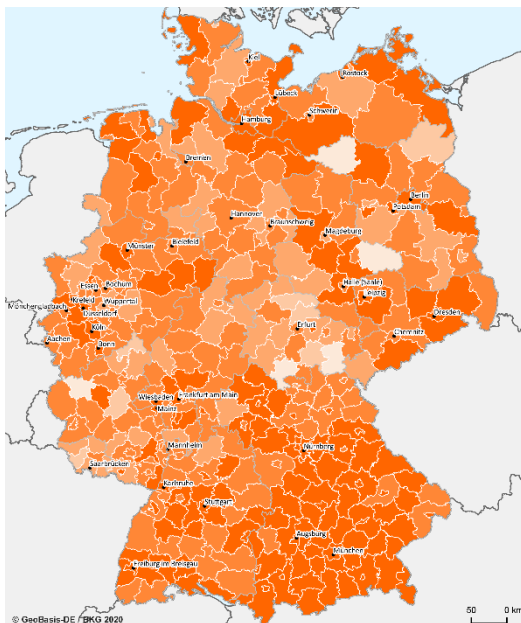 Kiel
Rostock
Lübeck
Schwerin
Hamburg
Bremen
Berlin
Potsdam
Hannover
Braunschweig
Magdeburg
Münster
Bielefeld
Halle (Saale)
Leipzig
Essen
Bochum
Krefeld
Wuppertal
Mönchengladbach
Düsseldorf
Dresden
Erfurt
Köln
Chemnitz
Aachen
Bonn
Wiesbaden
Frankfurt am Main
Mainz
Mannheim
Nürnberg
Saarbrücken
Karlsruhe
Stuttgart
Augsburg
München
Freiburg im Breisgau
© GeoBasis-DE / BKG 2020
50 0 km